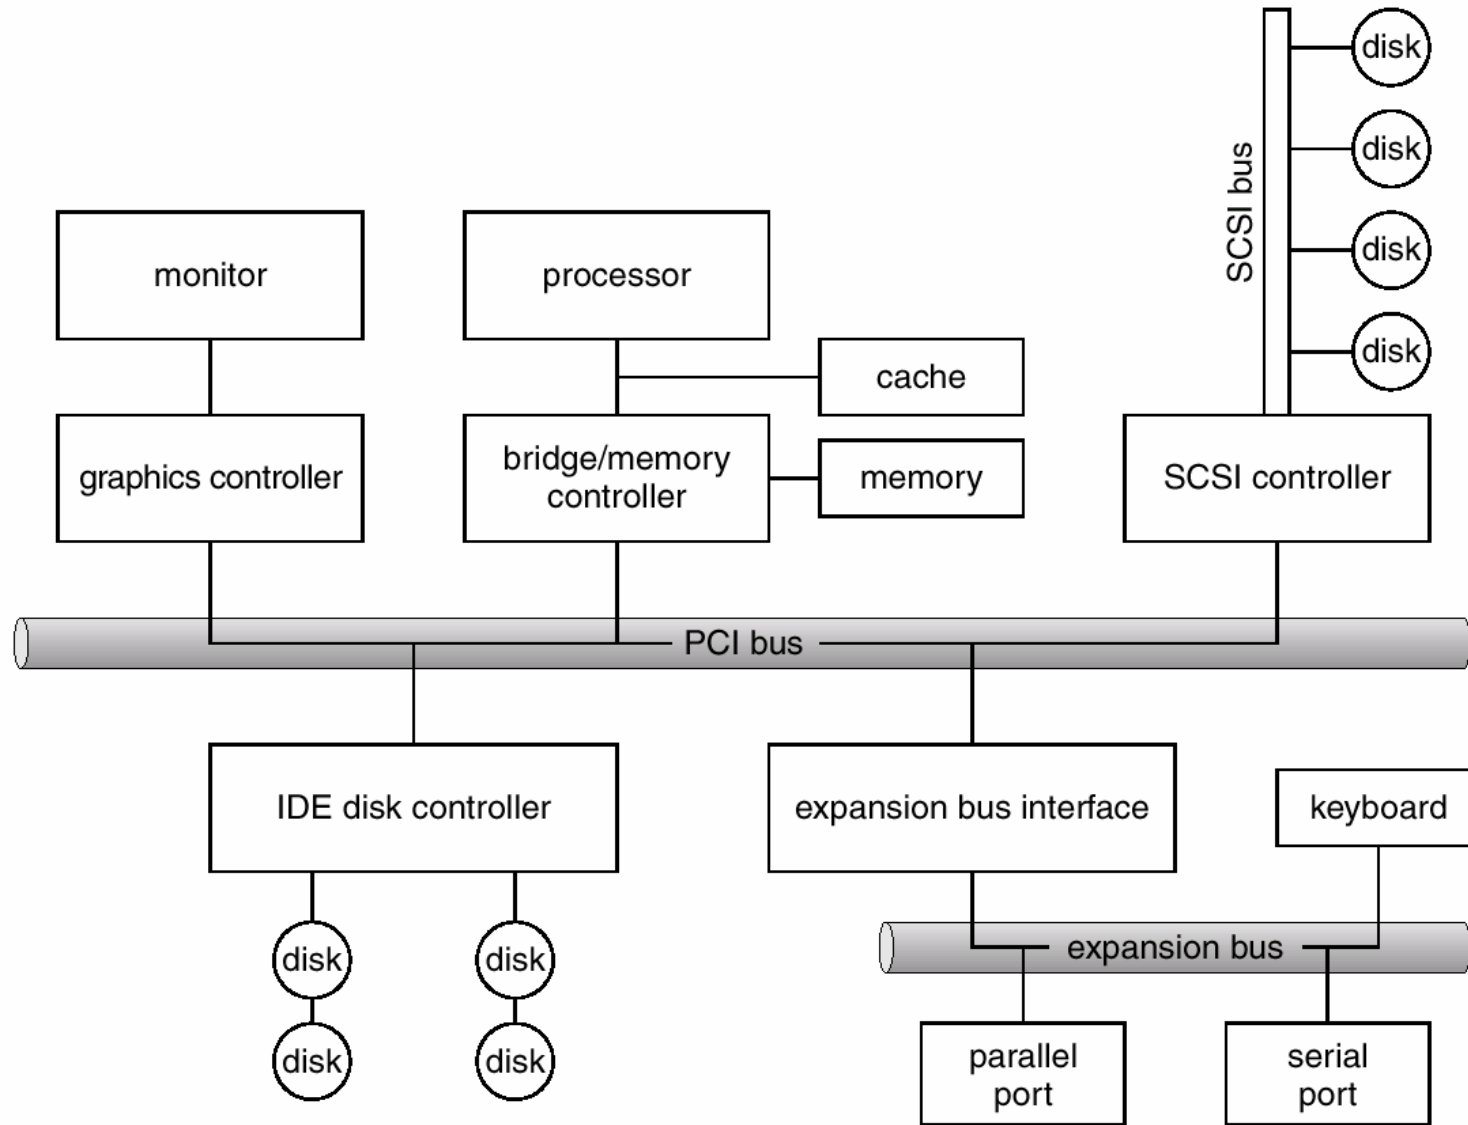 disk
disk
SCSI bus
disk
disk
monitor
processor
cache
graphics controller
bridge/memory
controller
memory
SCSI controller
PCI bus
IDE disk controller
expansion bus interface
keyboard
disk
disk
expansion bus
disk
disk
parallel
port
serial
port